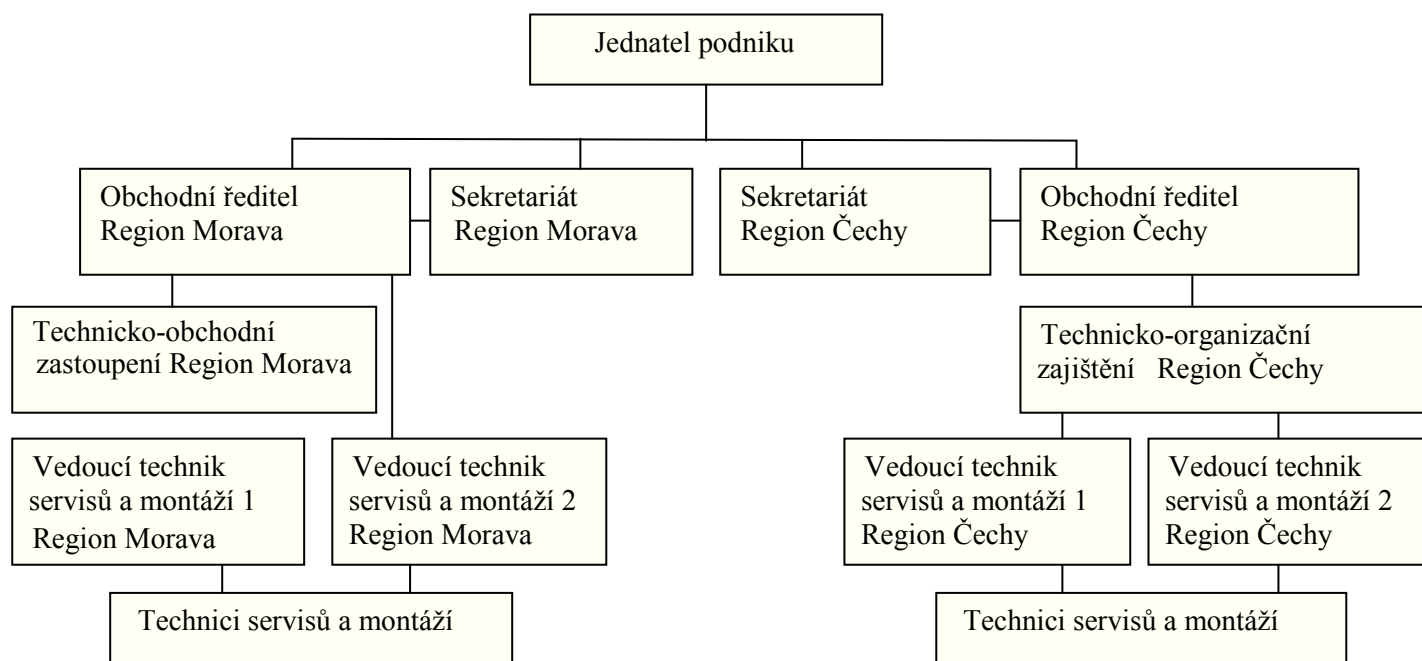 Jednatel podniku
Obchodní ředitel
Region Morava
Sekretariát
Region Morava
Sekretariát
Region Čechy
Obchodní ředitel
Region Čechy
Technicko-obchodní
zastoupení Region Morava
Technicko-organizační
zajištění Region Čechy
Vedoucí technik
servisů a montáží 1
Region Morava
Vedoucí technik
servisů a montáží 2
Region Morava
Vedoucí technik
servisů a montáží 1
Region Čechy
Vedoucí technik
servisů a montáží 2
Region Čechy
Technici servisů a montáží
Technici servisů a montáží